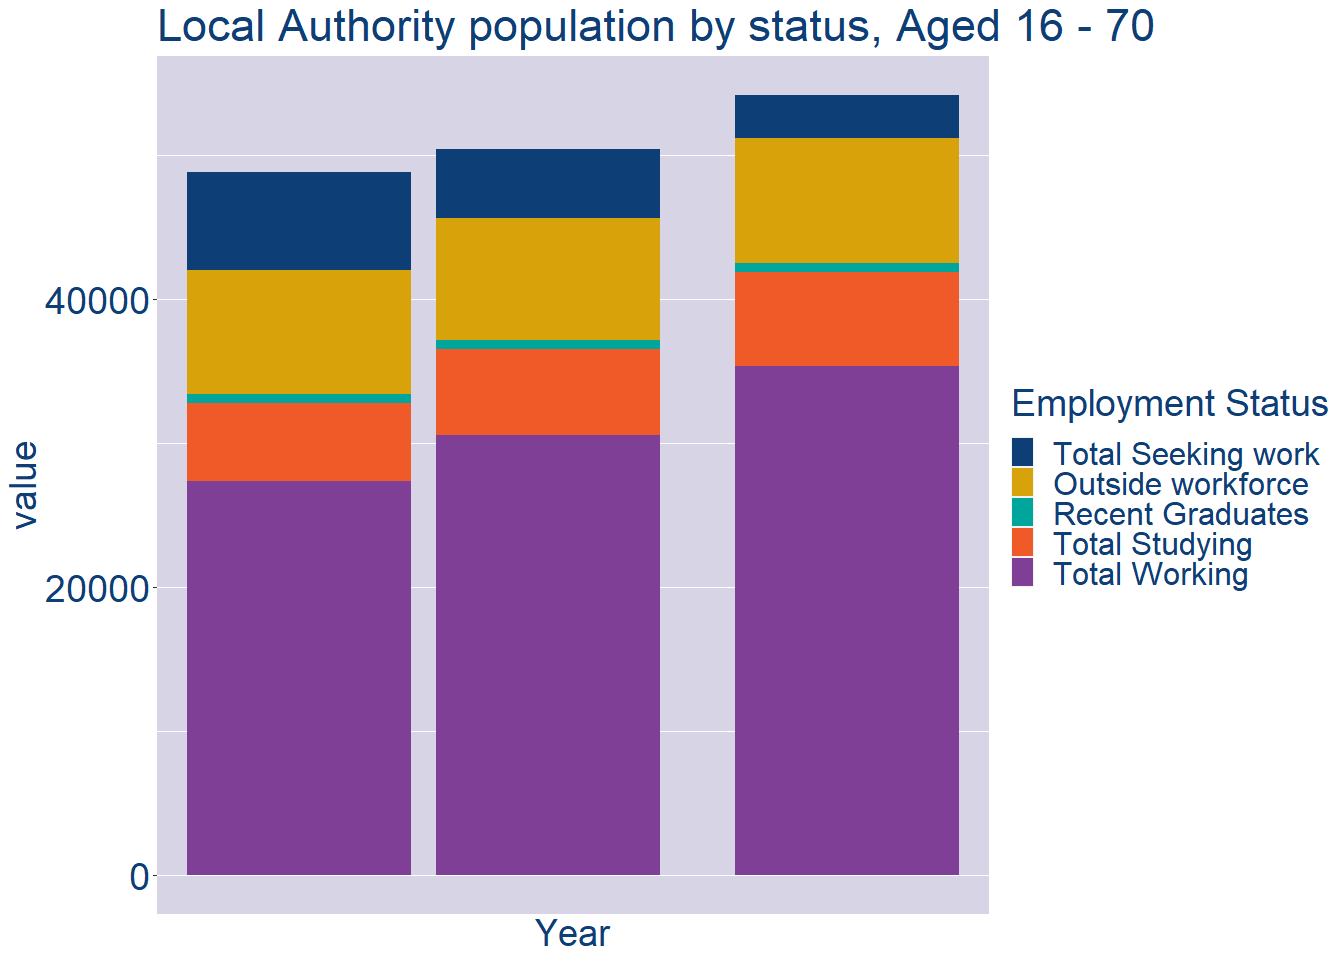 Local Authority population by status, Aged 16 - 70
value
40000
20000
0
Year
Employment Status
Total Seeking work
Outside workforce
Recent Graduates
Total Studying
Total Working